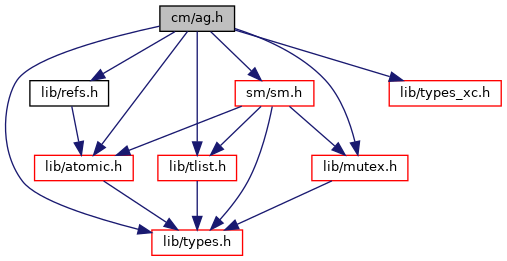 cm/ag.h
lib/refs.h
sm/sm.h
lib/types_xc.h
lib/atomic.h
lib/tlist.h
lib/mutex.h
lib/types.h